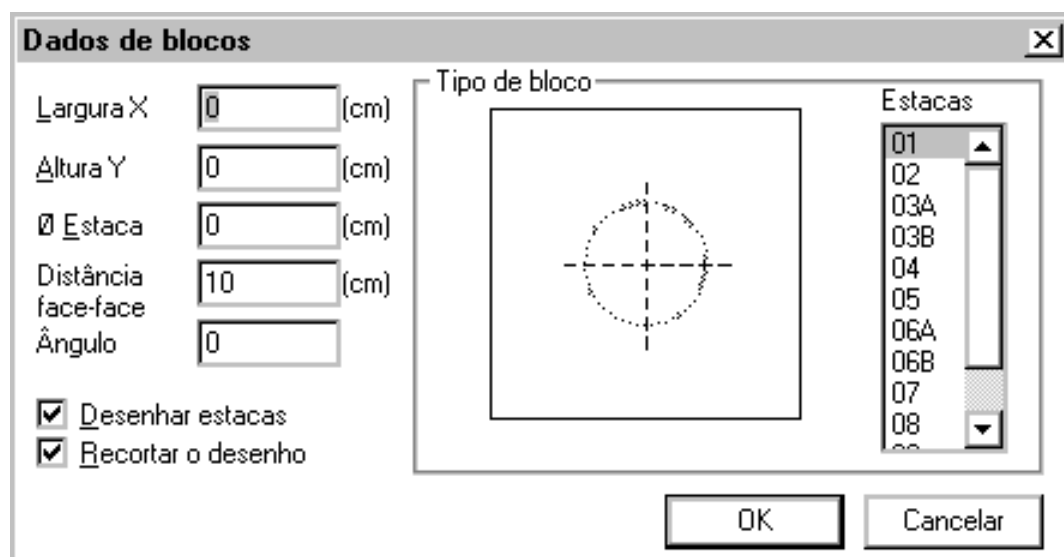 Dados de blocos
Largura X 0 (cm)
Altura Y 0 (cm)
Ø Estaca 0 (cm)
Distância
face-face 10 (cm)
Ângulo 0
Desenhar estacas
Recortar o desenho
Tipo de bloco
Estacas
01
02
03A
03B
04
05
06A
06B
07
08
OK Cancelar